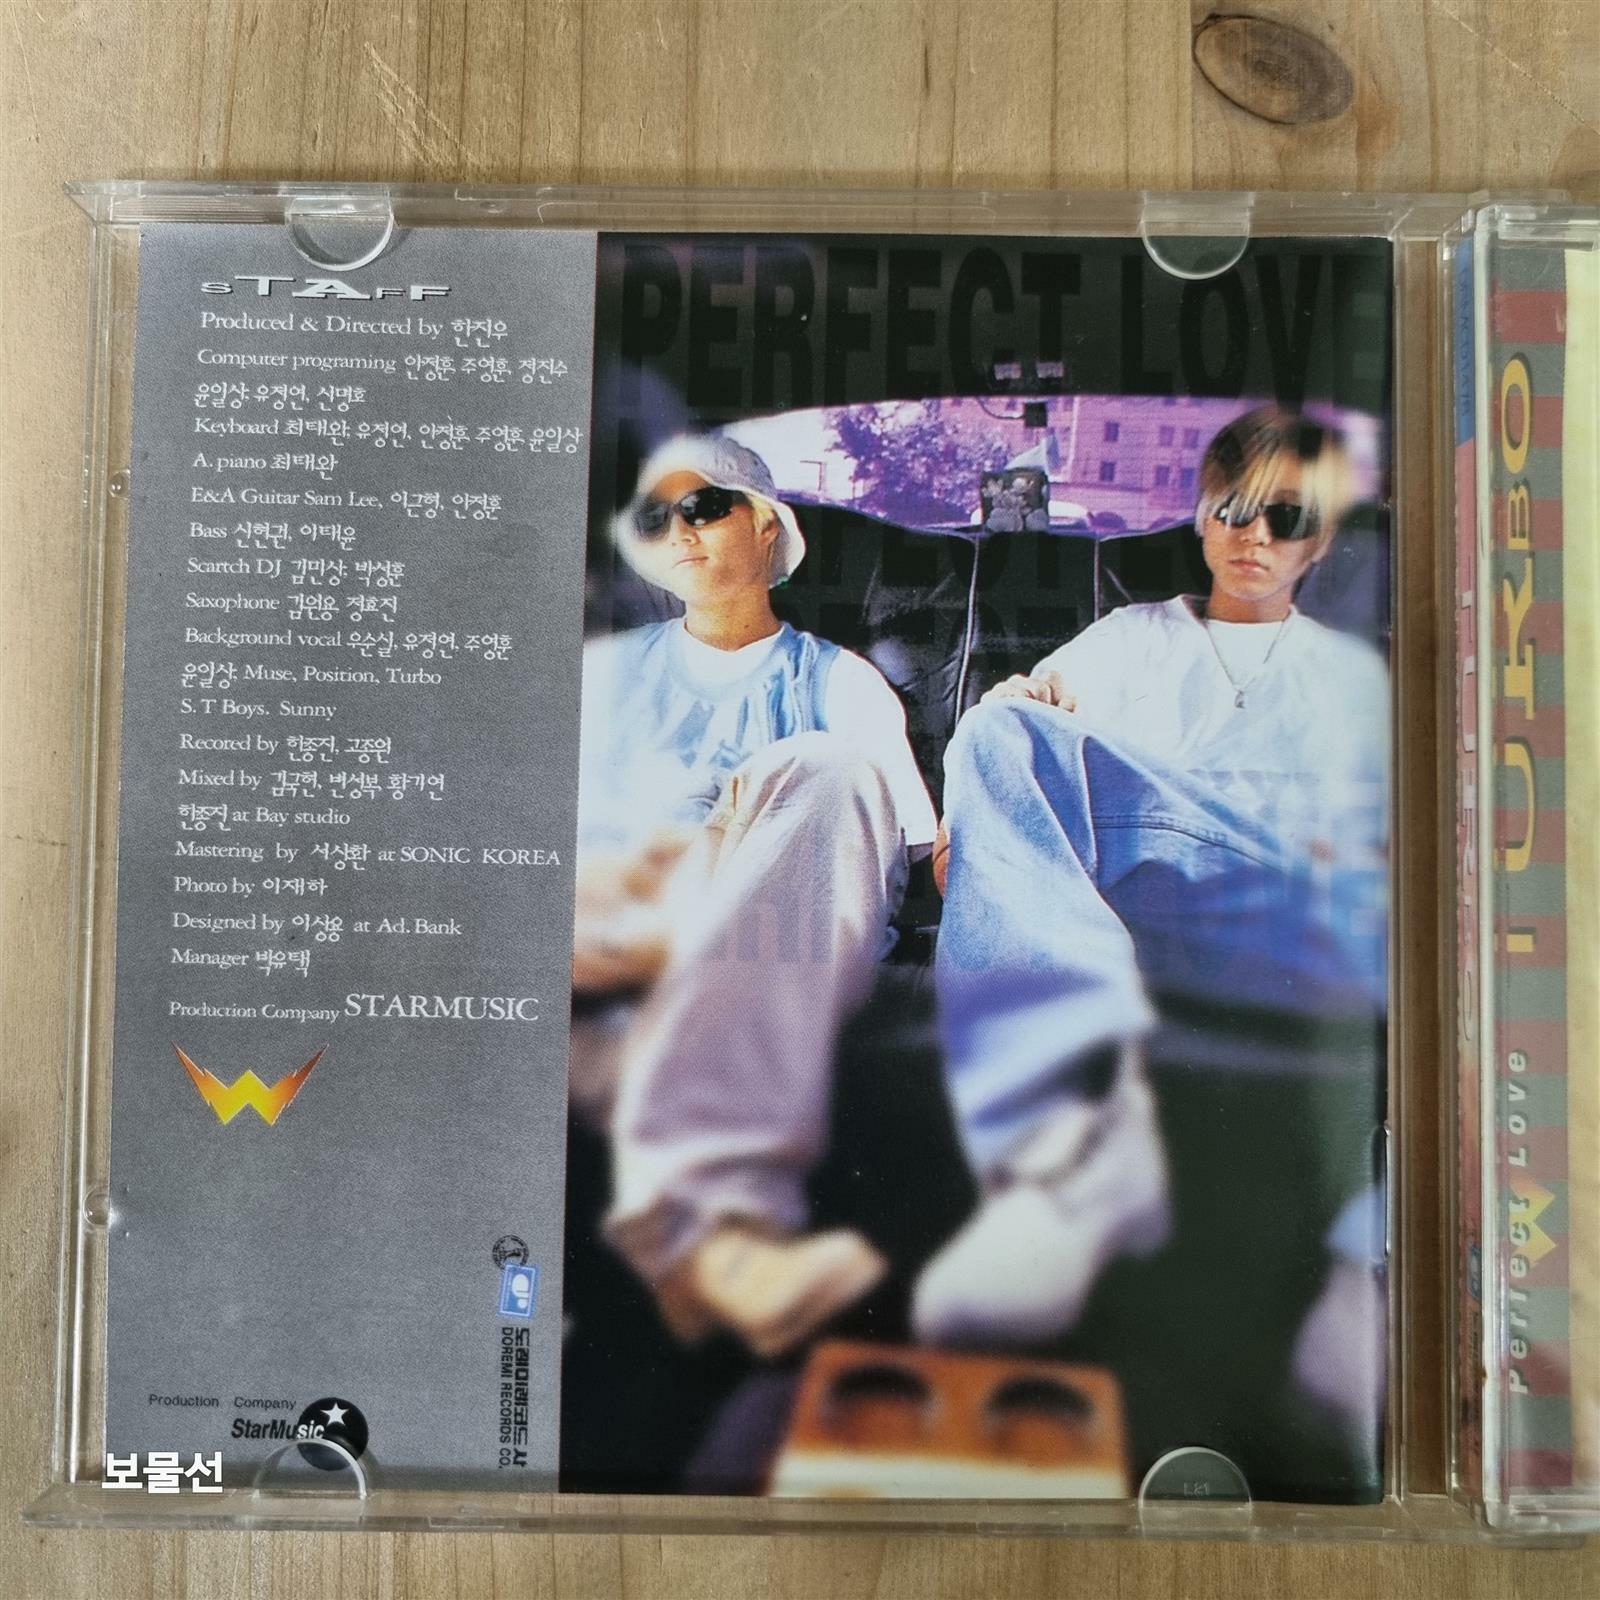 STAFF
Produced & Directed by 한진우
Computer programing 안정훈, 주영훈, 정진수
윤일상, 유정연, 신명호
Keyboard 최태완, 유정연, 안정훈, 주영훈, 윤일상
A. piano 최태완
E&A Guitar Sam Lee, 이근형, 안정훈
Bass 신현권, 이태윤
Scartch DJ 김민상, 박성훈
Saxophone 김원용 정효진
Background vocal 우순실, 유정연, 주영훈
윤일상, Muse, Position, Turbo
S. T Boys. Sunny
Recored by 한종진, 고종원
Mixed by 김국현, 변성복, 황기연
한종진 at Bay studio
Mastering by 서상환 at SONIC KOREA
Photo by 이재하
Designed by 이상용 at Ad. Bank
Manager 박유택
Production Company STARMUSIC
Production Company
StarMusic
도레미레코드사
DOREMI RECORDS CO.
PERFECT LOVE
TURBO
Perfect Love
TURBO
보물선